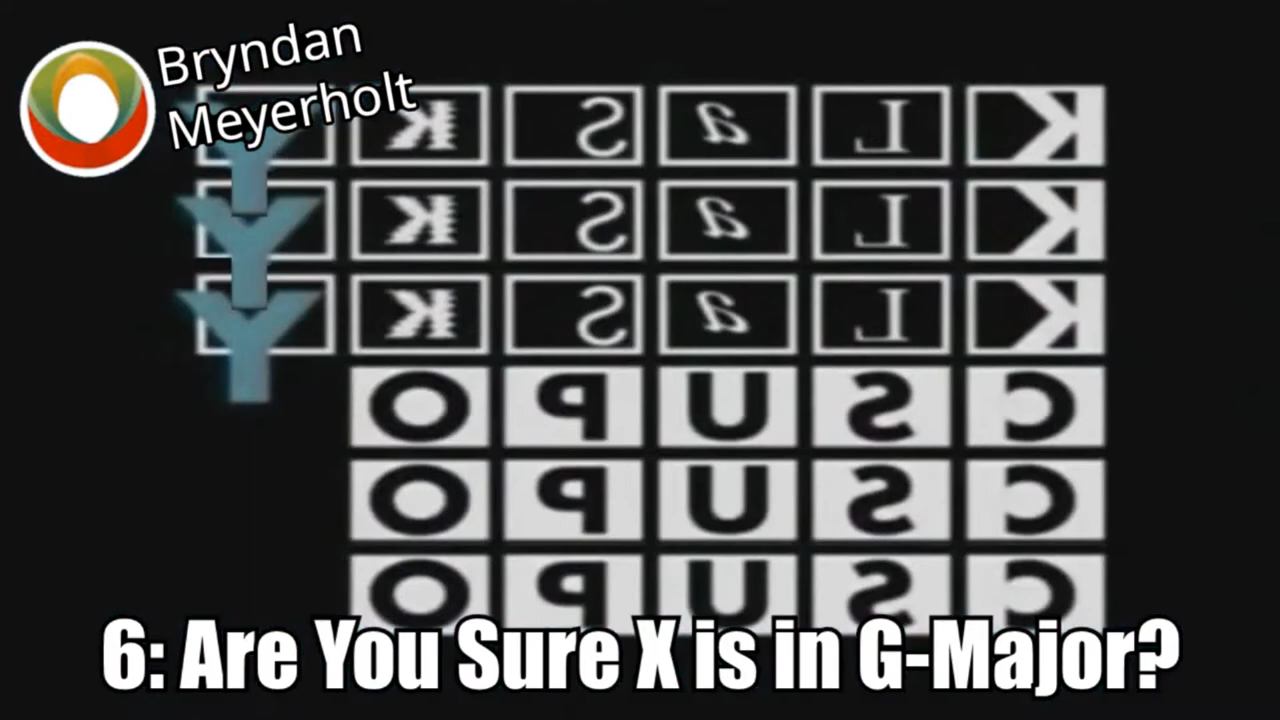 Bryndan
Meyerholt
K L a S K Y
K L a S K Y
K L a S K Y
C S U P O
C S U P O
C S U P O
6: Are You Sure X is in G-Major?